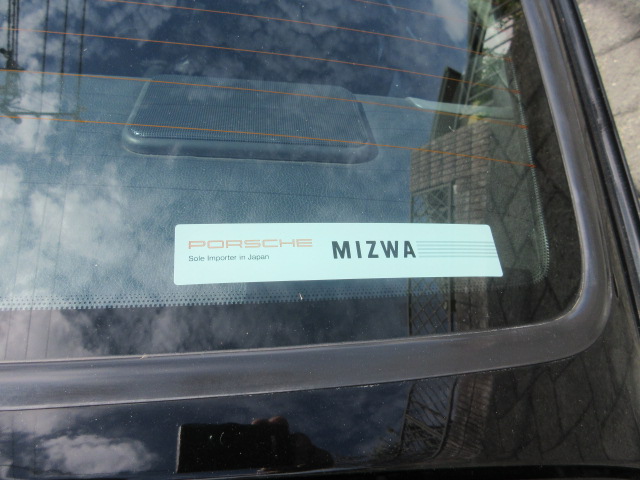 PORSCHE MIZWA
Sole Importer in Japan